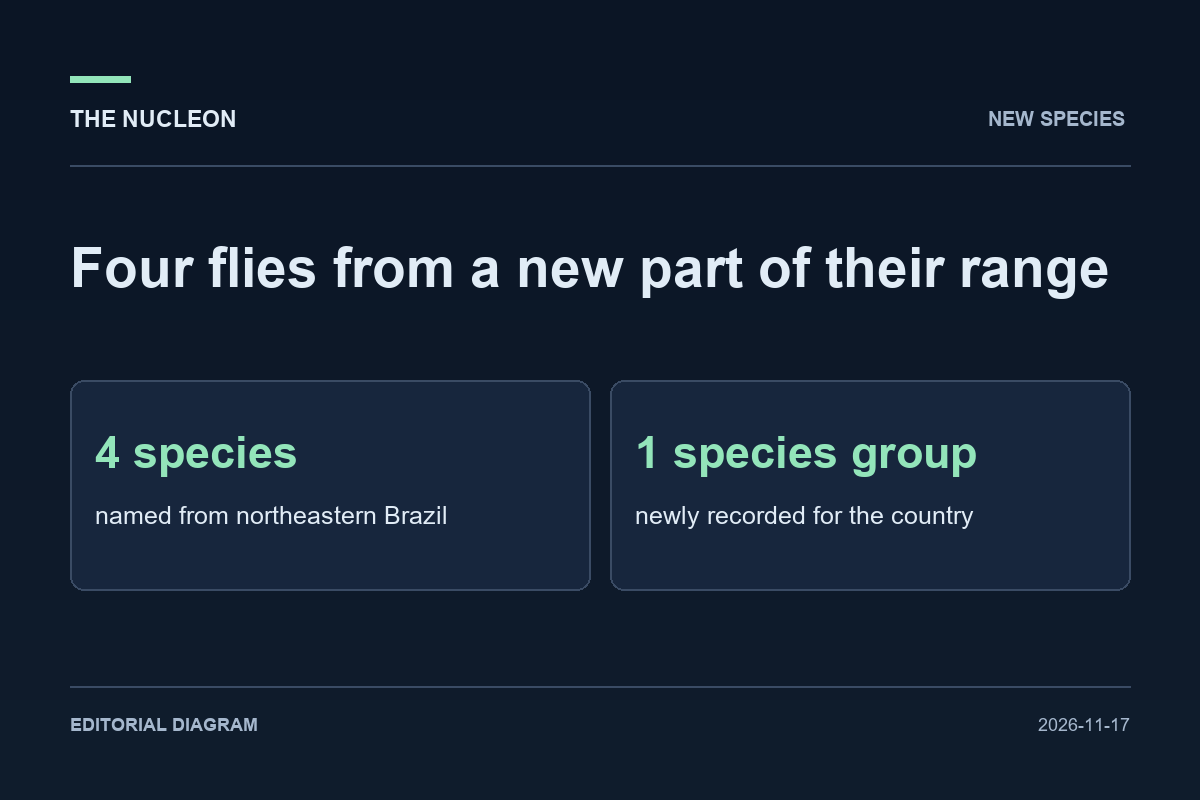 THE NUCLEON
NEW SPECIES
Four flies from a new part of their range
4 species
named from northeastern Brazil
1 species group
newly recorded for the country
EDITORIAL DIAGRAM
2026-11-17